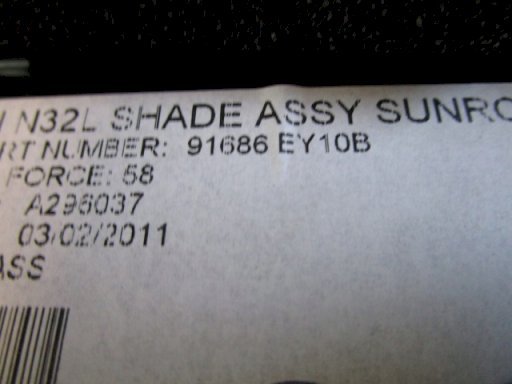 N32L SHADE ASSY SUNRO
RT NUMBER: 91686 EY10B
FORCE: 58
A296037
03/02/2011
ASS